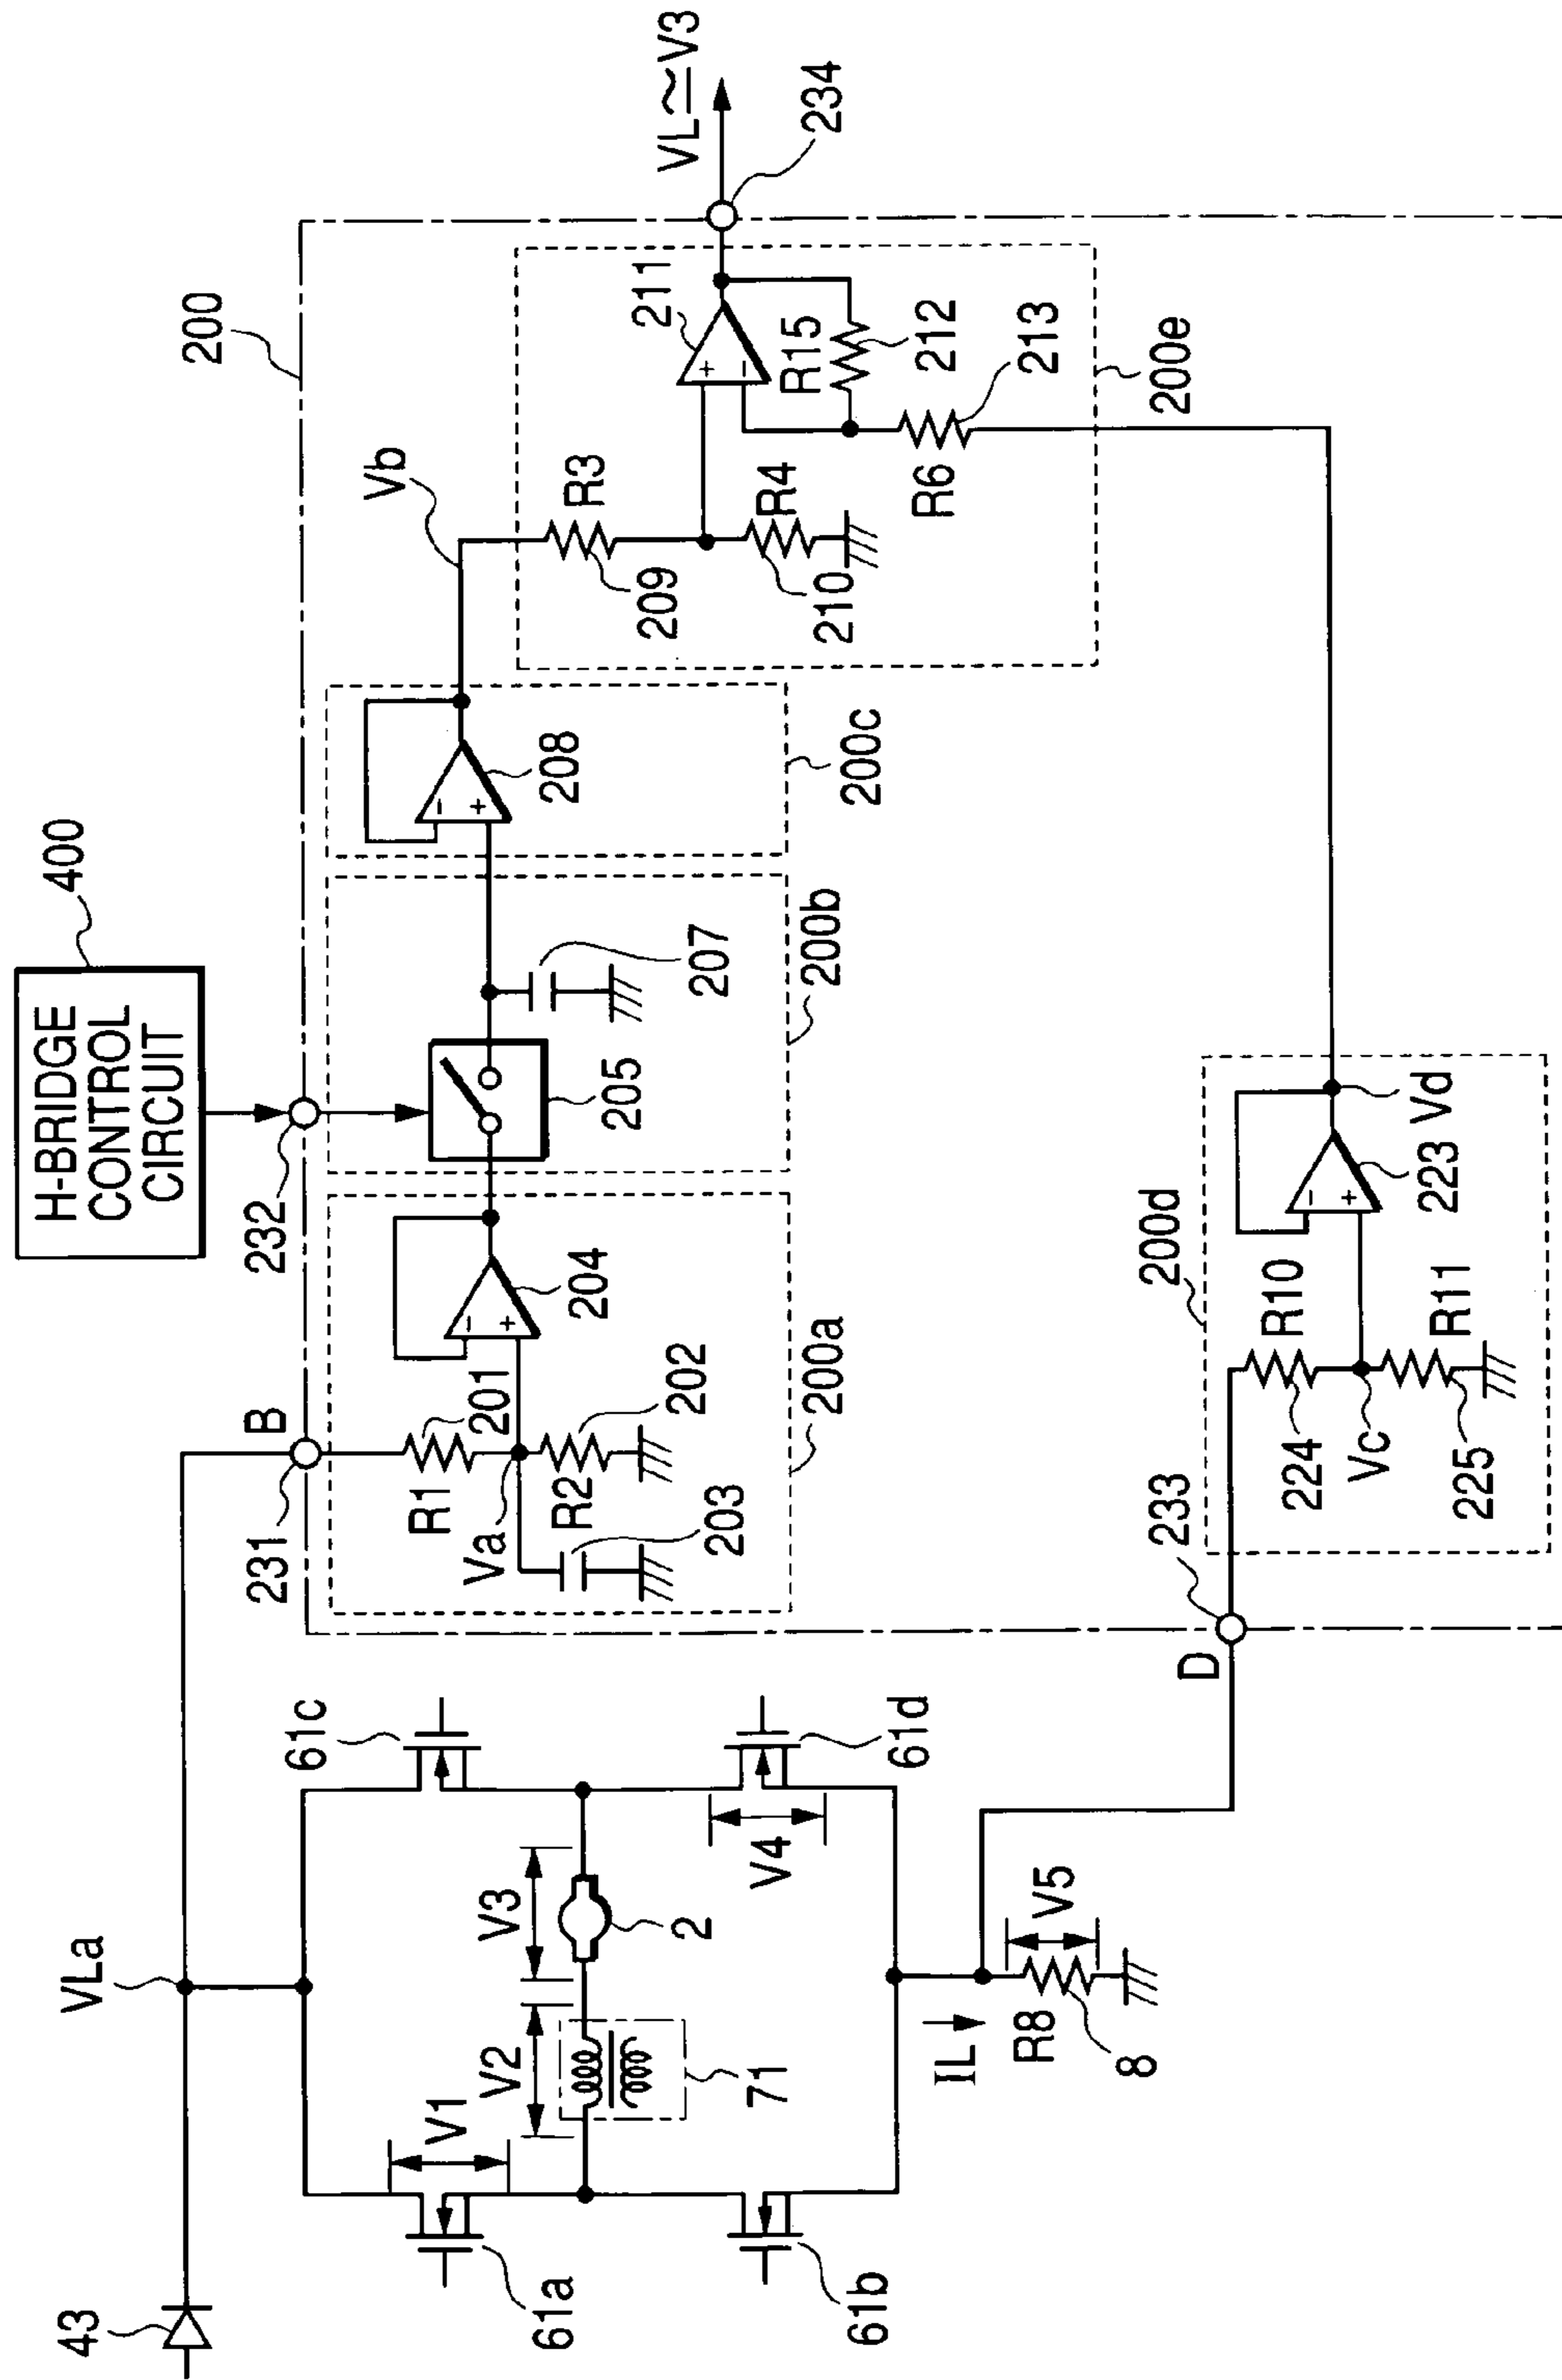 43
VLa
61a
V1
61b
V2
71
V3
2
61c
61d
V4
IL
R8
8
V5
D
233
B
231
R1
201
Va
R2
202
203
204
200a
H-BRIDGE
CONTROL
CIRCUIT
400
232
205
207
200b
208
200c
Vb
200
R3
209
R4
210
211
R15
212
R6
213
200e
VL≃V3
234
200d
R10
224
Vc
R11
225
223
Vd
+
−
+
−
+
−
+
−